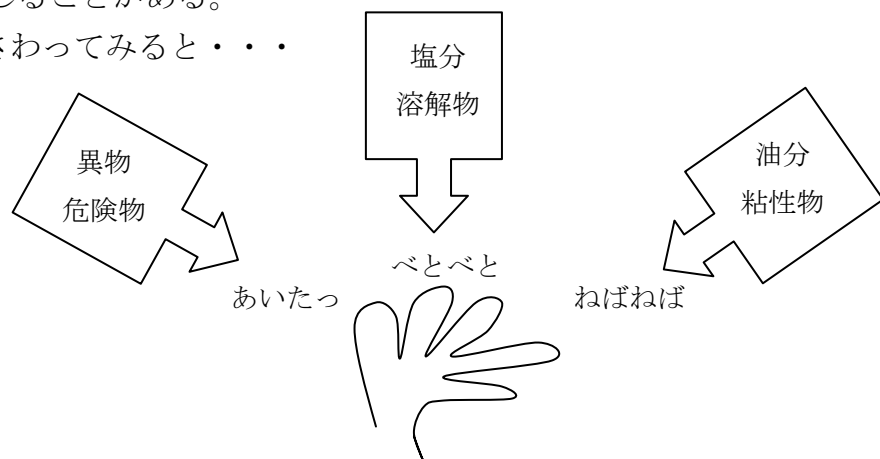 じることがある。
さわってみると・・・
塩分
溶解物
異物
危険物
油分
粘性物
べとべと
あいたっ
ねばねば